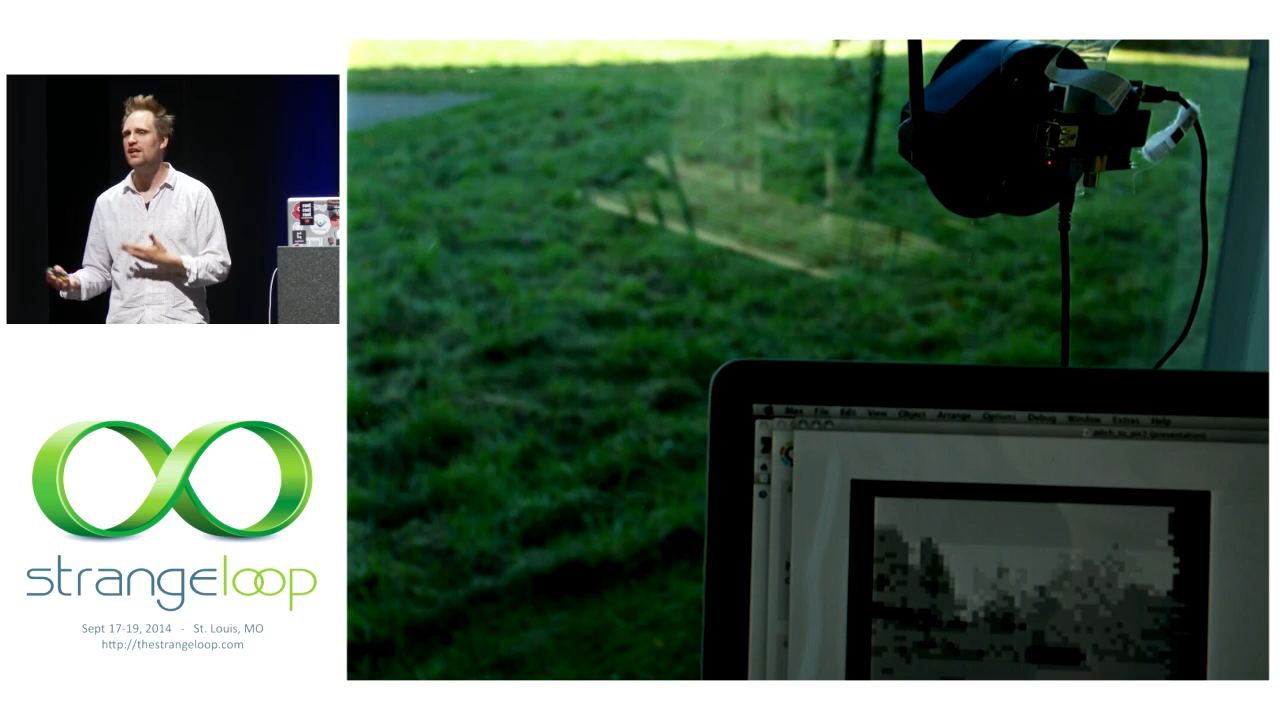 strangeloop
Sept 17-19, 2014 - St. Louis, MO
http://thestrangeloop.com
Max File Edit View Object Arrange Options Debug Window Extras Help